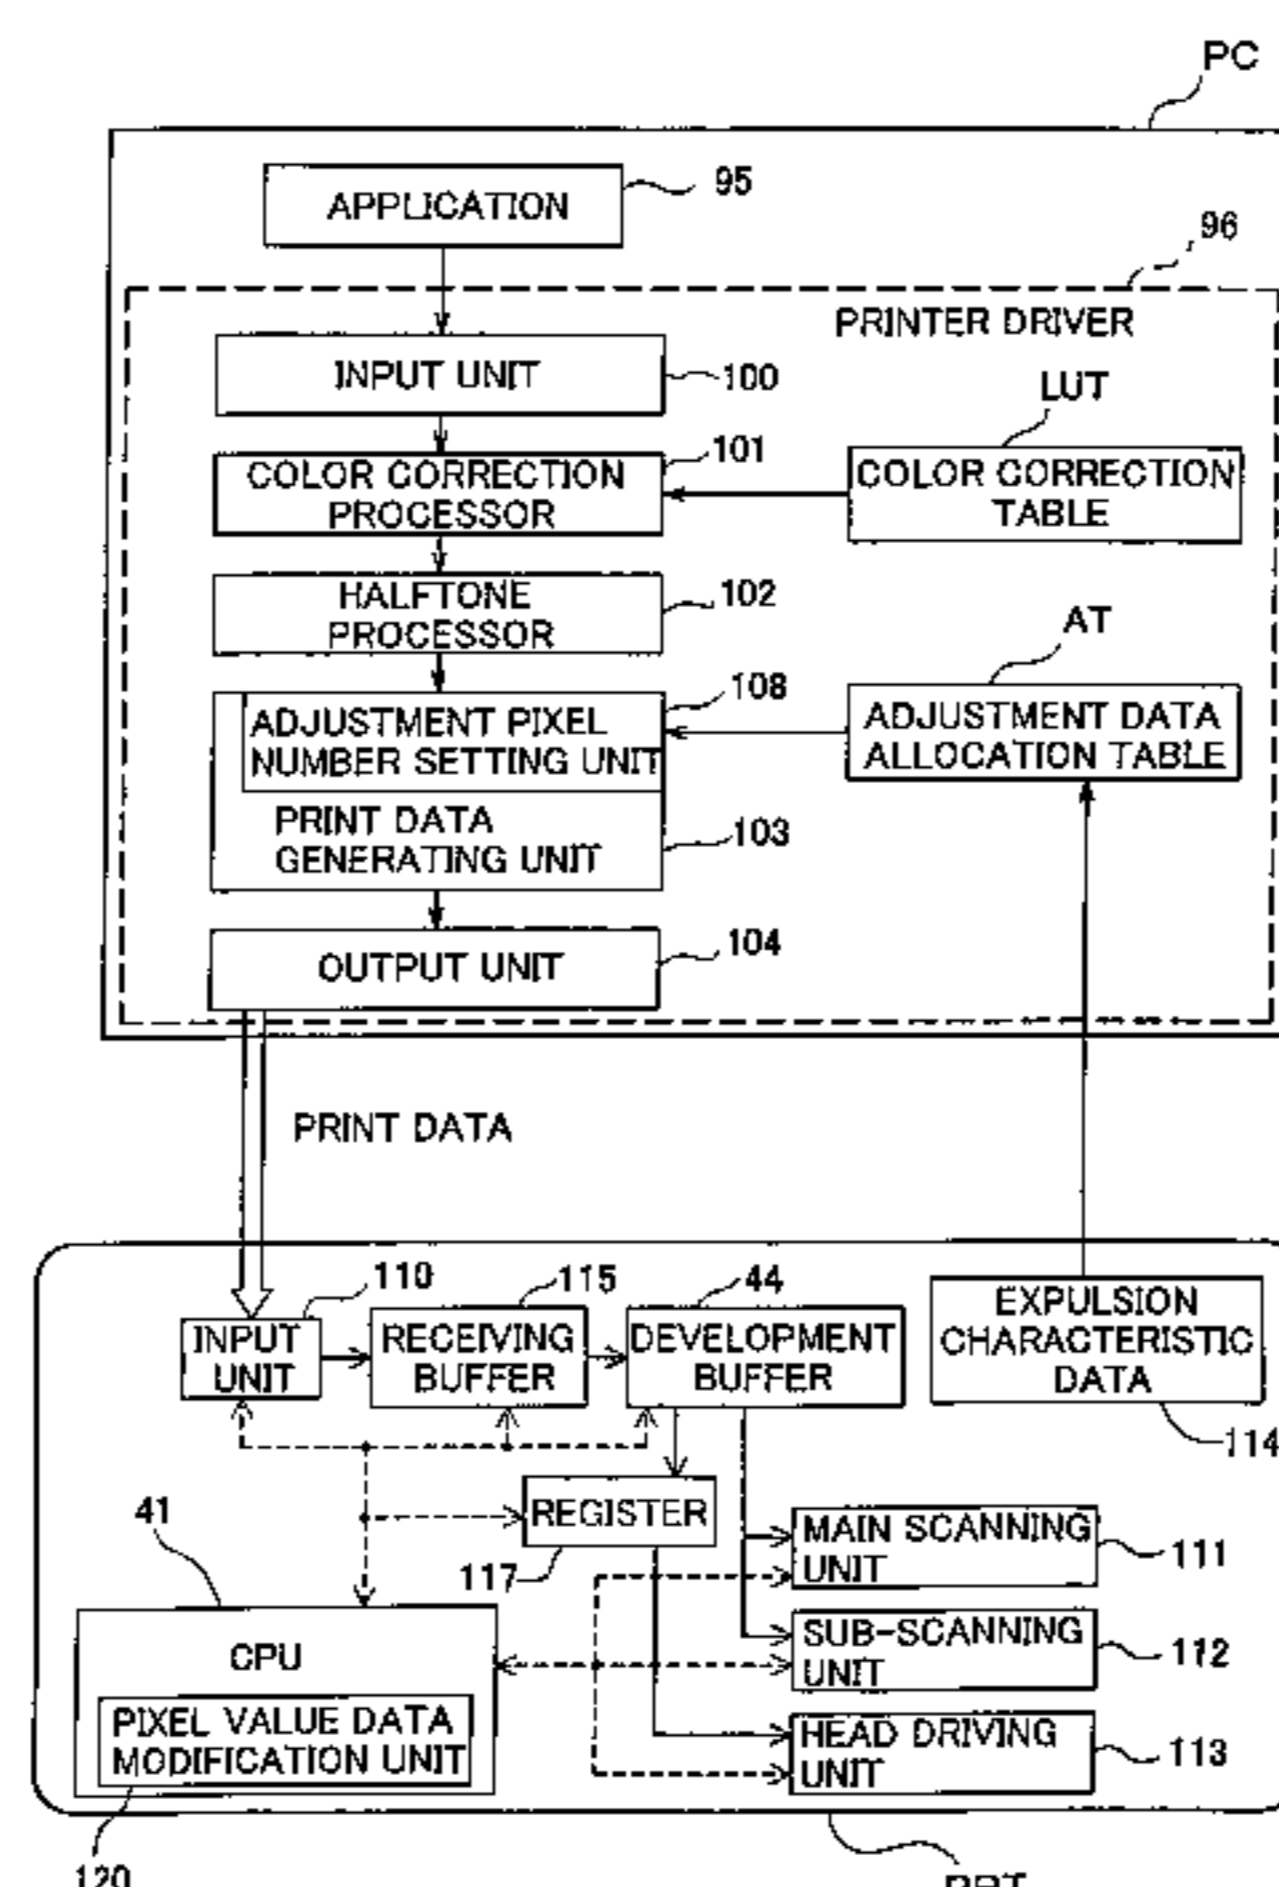 PC
APPLICATION
95
96
PRINTER DRIVER
INPUT UNIT
100
LUT
COLOR CORRECTION
PROCESSOR
101
COLOR CORRECTION
TABLE
HALFTONE
PROCESSOR
102
AT
ADJUSTMENT PIXEL
NUMBER SETTING UNIT
108
ADJUSTMENT DATA
ALLOCATION TABLE
PRINT DATA
GENERATING UNIT
103
OUTPUT UNIT
104
PRINT DATA
110
115
44
INPUT
UNIT
RECEIVING
BUFFER
DEVELOPMENT
BUFFER
EXPULSION
CHARACTERISTIC
DATA
114
41
REGISTER
117
MAIN SCANNING
UNIT
111
CPU
SUB-SCANNING
UNIT
112
PIXEL VALUE DATA
MODIFICATION UNIT
HEAD DRIVING
UNIT
113
120